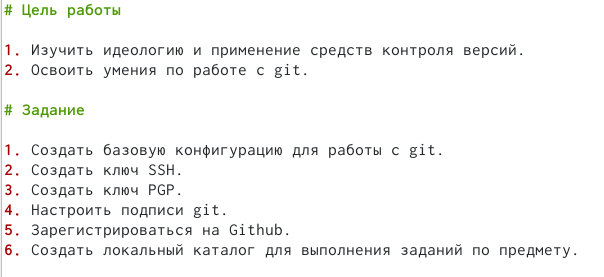 # Цель работы
1. Изучить идеологию и применение средств контроля версий.
2. Освоить умения по работе с git.
# Задание
1. Создать базовую конфигурацию для работы с git.
2. Создать ключ SSH.
3. Создать ключ PGP.
4. Настроить подписи git.
5. Зарегистрироваться на Github.
6. Создать локальный каталог для выполнения заданий по предмету.